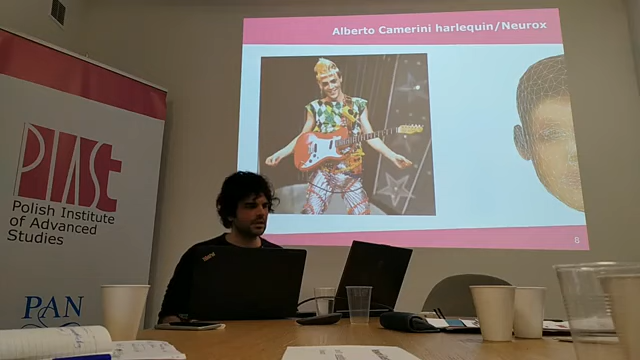 Alberto Camerini harlequin/Neurox
PIASt
Polish Institute
of Advanced
Studies
PAN
8